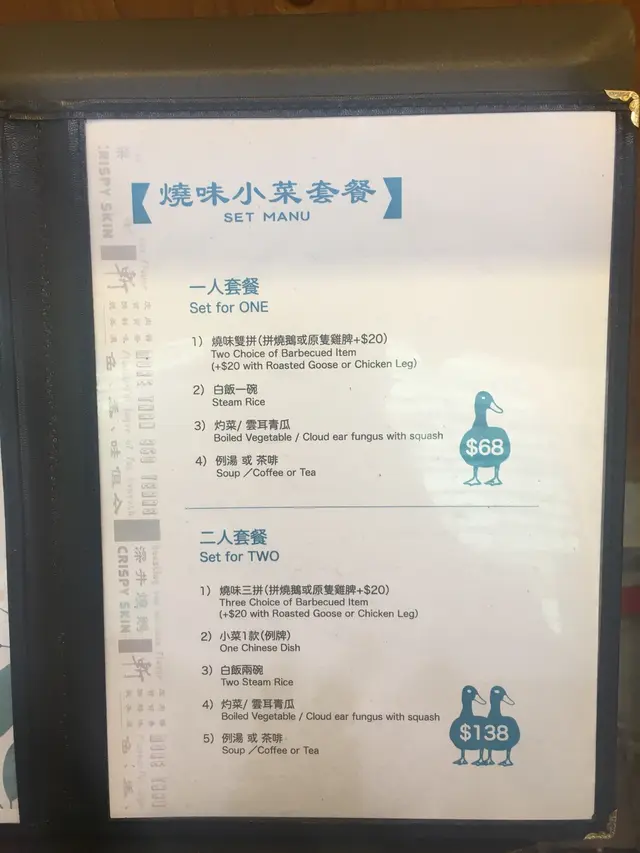 燒味小菜套餐
SET MANU
一人套餐
Set for ONE
1) 燒味雙拼(拼燒鵝或原隻雞脾+$20)
Two Choice of Barbecued Item
(+$20 with Roasted Goose or Chicken Leg)
2) 白飯一碗
Steam Rice
3) 灼菜/ 雲耳青瓜
Boiled Vegetable / Cloud ear fungus with squash
4) 例湯 或 茶啡
Soup /Coffee or Tea
$68
二人套餐
Set for TWO
1) 燒味三拼(拼燒鵝或原隻雞脾+$20)
Three Choice of Barbecued Item
(+$20 with Roasted Goose or Chicken Leg)
2) 小菜1款(例牌)
One Chinese Dish
3) 白飯兩碗
Two Steam Rice
4) 灼菜/ 雲耳青瓜
Boiled Vegetable / Cloud ear fungus with squash
5) 例湯 或 茶啡
Soup /Coffee or Tea
$138
CRISPY SKIN
CRISPY SKIN